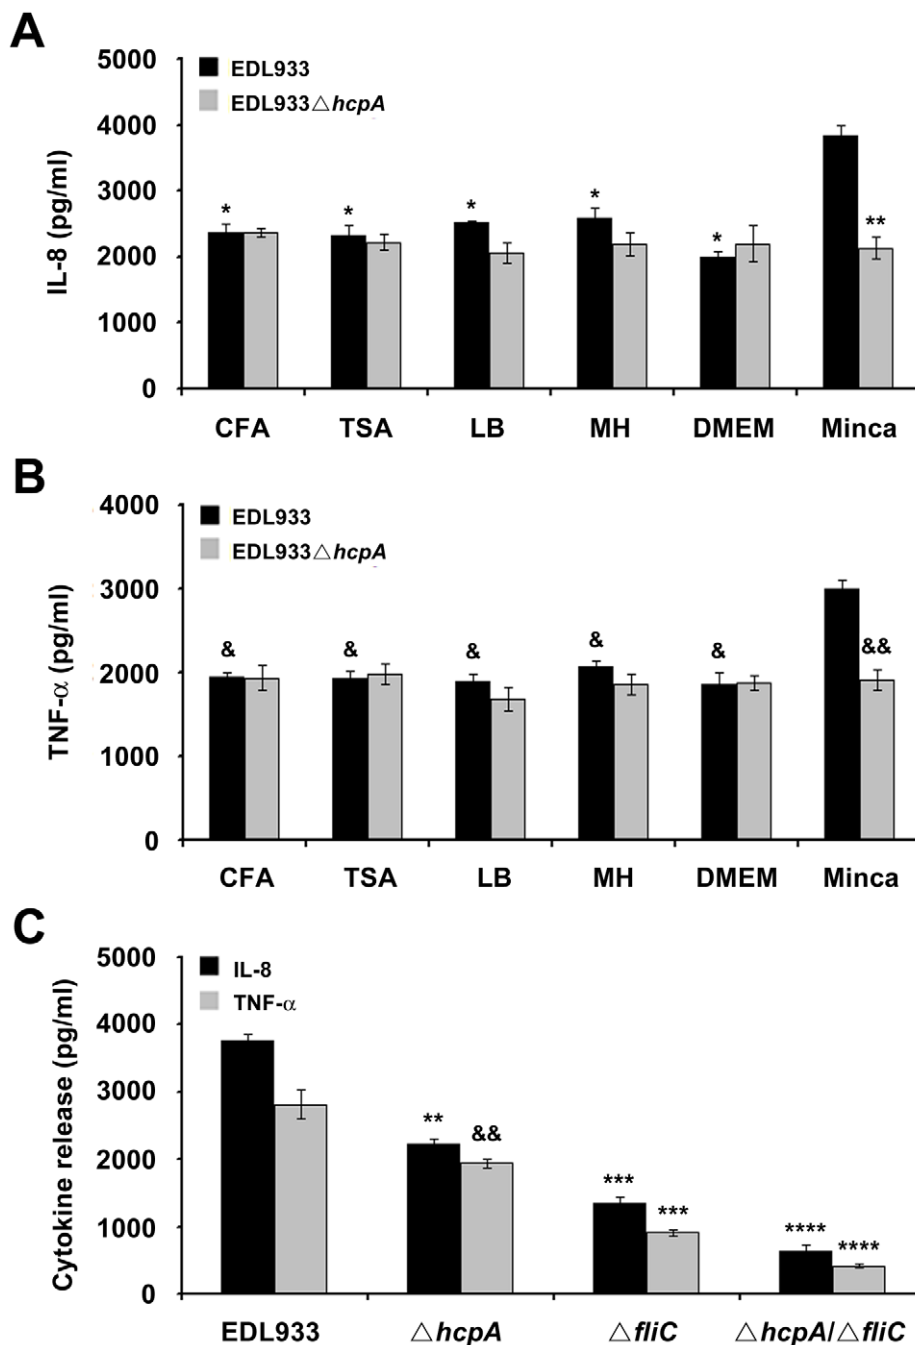 A
5000
4000
3000
2000
1000
0
IL-8 (pg/ml)
EDL933
EDL933△hcpA
* * * * * **
CFA TSA LB MH DMEM Minca
B
4000
3000
2000
1000
0
TNF-α (pg/ml)
EDL933
EDL933△hcpA
& & & & & &&
CFA TSA LB MH DMEM Minca
C
5000
4000
3000
2000
1000
0
Cytokine release (pg/ml)
IL-8
TNF-α
** && *** *** **** ****
EDL933 △hcpA △fliC △hcpA/△fliC